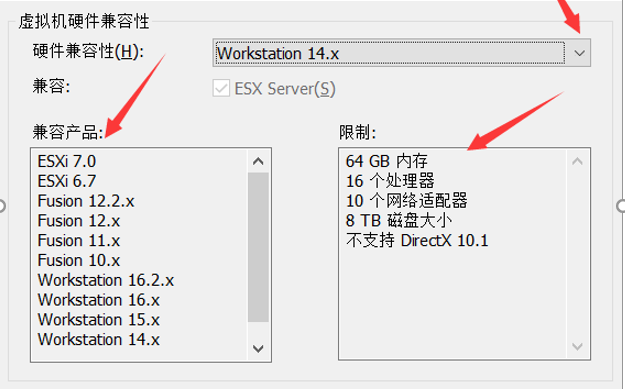 虚拟机硬件兼容性
硬件兼容性(H):
Workstation 14.x
兼容:
ESX Server(S)
兼容产品:
限制:
ESXi 7.0
ESXi 6.7
Fusion 12.2.x
Fusion 12.x
Fusion 11.x
Fusion 10.x
Workstation 16.2.x
Workstation 16.x
Workstation 15.x
Workstation 14.x
64 GB 内存
16 个处理器
10 个网络适配器
8 TB 磁盘大小
不支持 DirectX 10.1